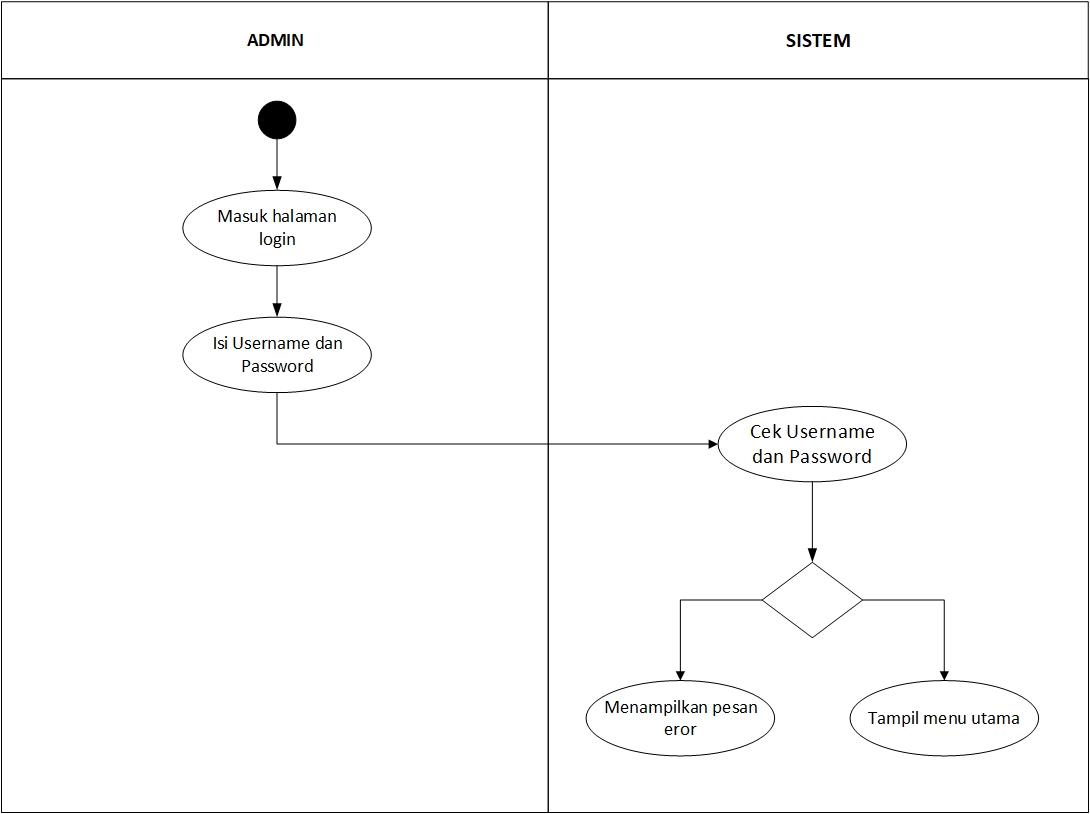 ADMIN
SISTEM
Masuk halaman
login
Isi Username dan
Password
Cek Username
dan Password
Menampilkan pesan
eror
Tampil menu utama